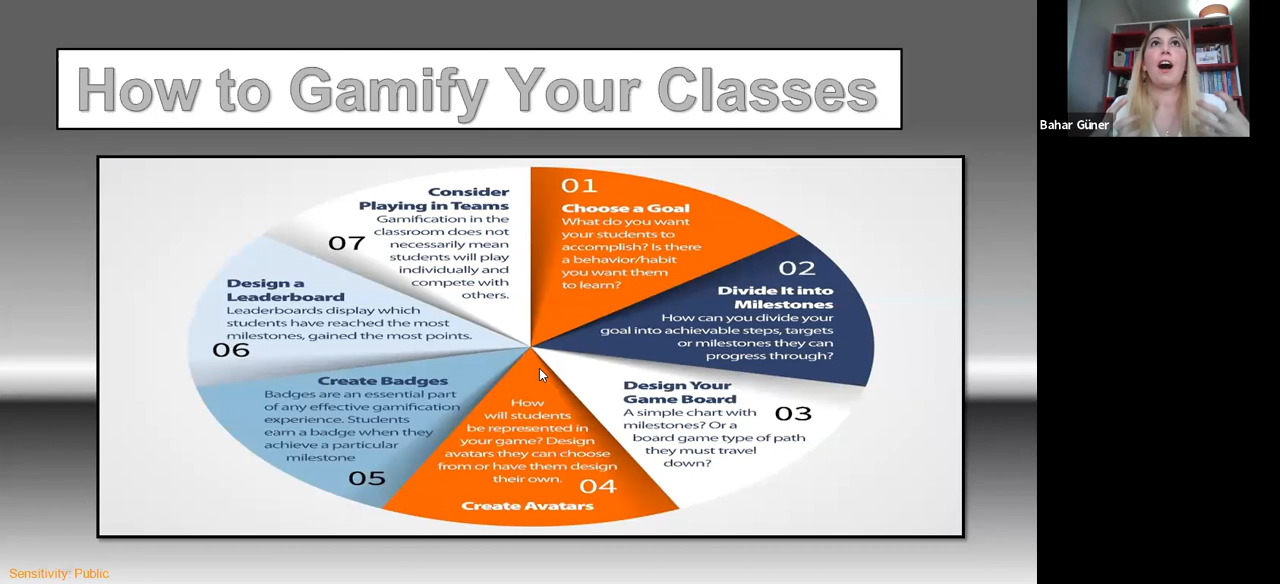 How to Gamify Your Classes
Bahar Güner
01
Choose a Goal
What do you want
your students to
accomplish? Is there
a behavior/habit
you want them
to learn?
02
Divide It into
Milestones
How can you divide your
goal into achievable steps, targets
or milestones they can
progress through?
Design Your
Game Board
03
A simple chart with
milestones? Or a
board game type of path
they must travel
down?
How
will students
be represented in
your game? Design
avatars they can choose
from or have them design
their own.
04
Create Avatars
Create Badges
Badges are an essential part
of any effective gamification
experience. Students
earn a badge when they
achieve a particular
milestone
05
Design a
Leaderboard
Leaderboards display which
students have reached the most
milestones, gained the most points.
06
Consider
Playing in Teams
Gamification in the
classroom does not
necessarily mean
students will play
individually and
compete with
others.
07
Sensitivity: Public